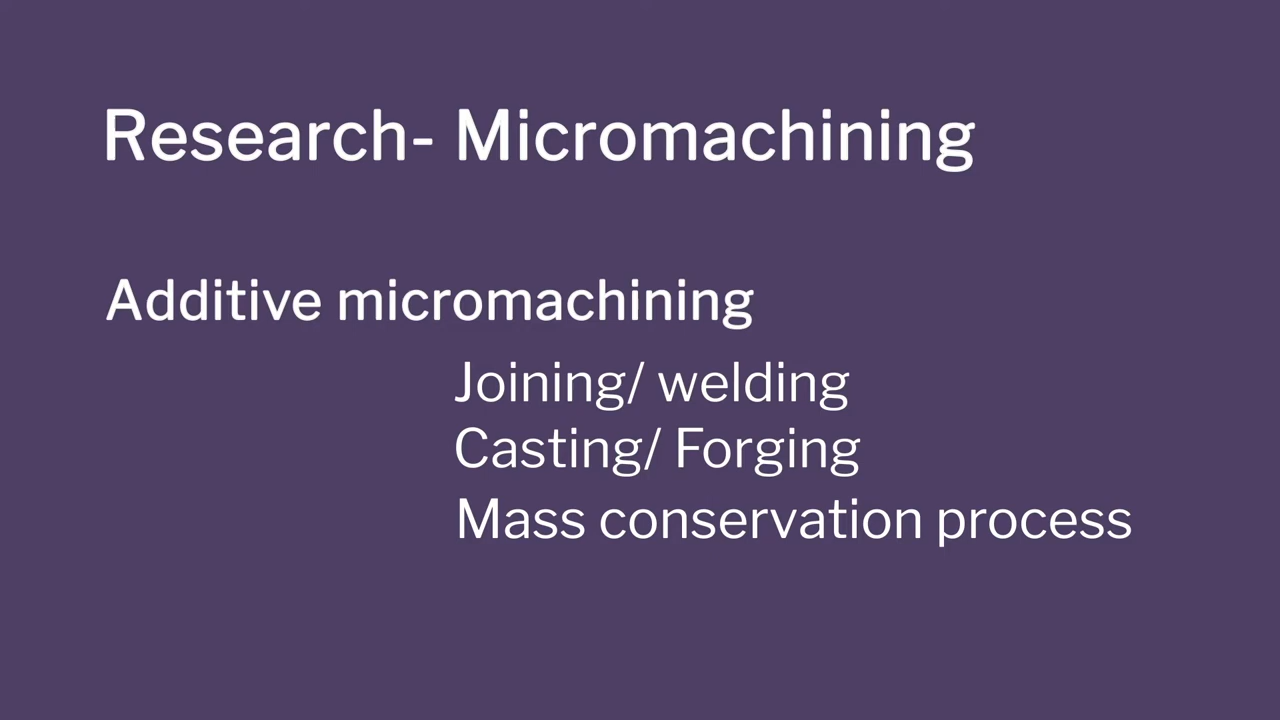 Research- Micromachining
Additive micromachining
Joining/ welding
Casting/ Forging
Mass conservation process